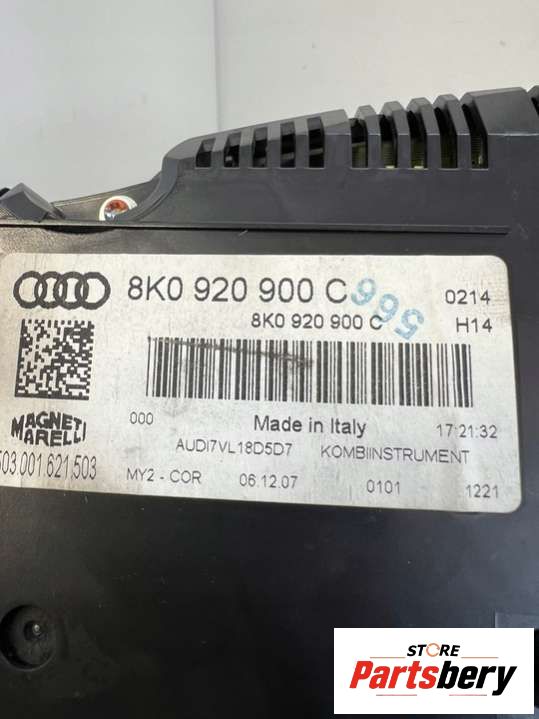 8K0 920 900 C
566
0214
8K0 920 900 C
H14
000
Made in Italy
17:21:32
MAGNETI
MARELLI
AUDI7VL18D5D7
KOMBIINSTRUMENT
503.001.621.503
MY2 - COR
06.12.07
0101
1221
STORE
Partsbery